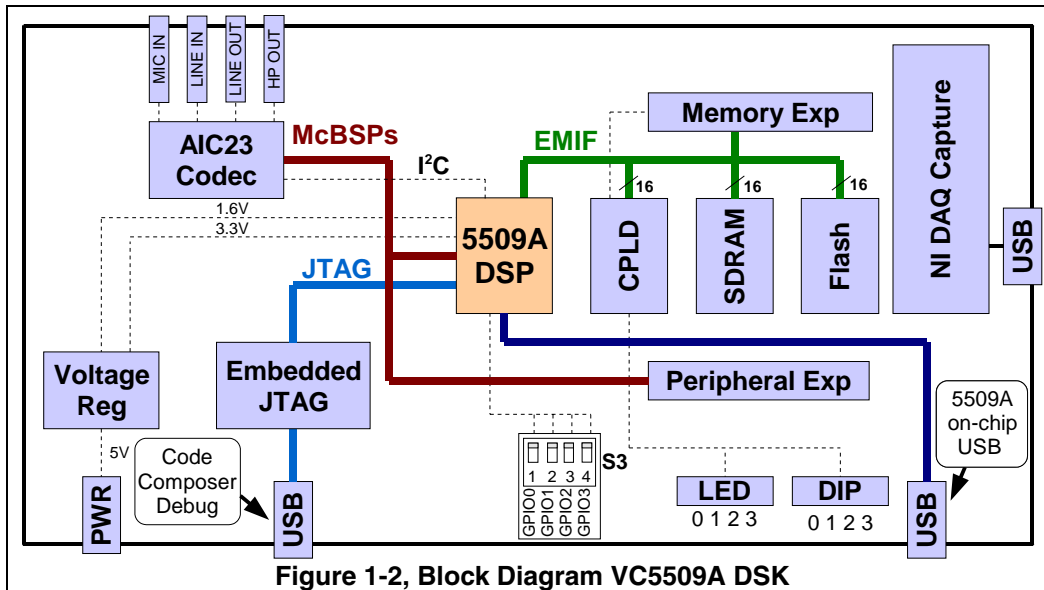 MIC IN
LINE IN
LINE OUT
HP OUT
AIC23
Codec
McBSPs
I²C
EMIF
Memory Exp
16
16
16
NI DAQ Capture
USB
1.6V
3.3V
5509A
DSP
CPLD
SDRAM
Flash
JTAG
Voltage
Reg
Embedded
JTAG
Peripheral Exp
5509A
on-chip
USB
5V
Code
Composer
Debug
PWR
USB
1 2 3 4
S3
GPIO0
GPIO1
GPIO2
GPIO3
LED
0 1 2 3
DIP
0 1 2 3
USB
Figure 1-2, Block Diagram VC5509A DSK